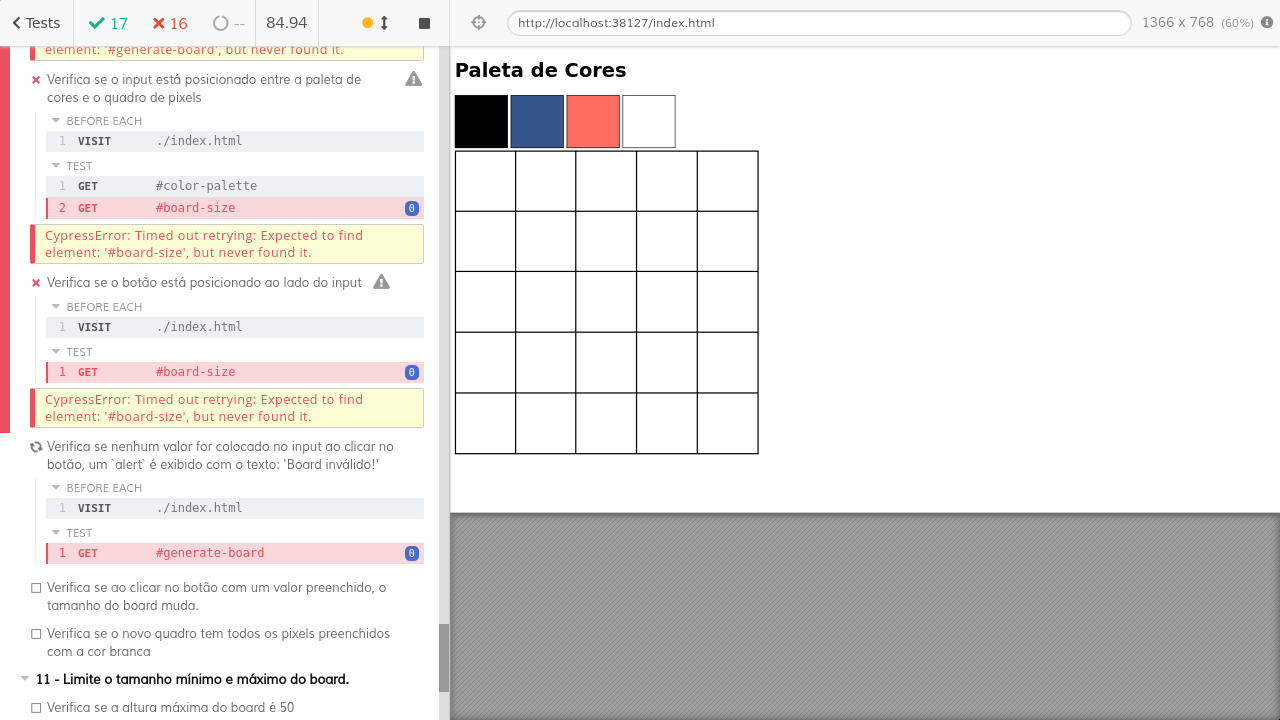 Tests 17 16 -- 84.94 http://localhost:38127/index.html 1366 x 768 (60%)
element: '#generate-board', but never found it.
Verifica se o input está posicionado entre a paleta de
cores e o quadro de pixels
BEFORE EACH
1 VISIT ./index.html
TEST
1 GET #color-palette
2 GET #board-size 0
CypressError: Timed out retrying: Expected to find
element: '#board-size', but never found it.
Verifica se o botão está posicionado ao lado do input
BEFORE EACH
1 VISIT ./index.html
TEST
1 GET #board-size 0
CypressError: Timed out retrying: Expected to find
element: '#board-size', but never found it.
Verifica se nenhum valor for colocado no input ao clicar no
botão, um `alert` é exibido com o texto: 'Board inválido!'
BEFORE EACH
1 VISIT ./index.html
TEST
1 GET #generate-board 0
Verifica se ao clicar no botão com um valor preenchido, o
tamanho do board muda.
Verifica se o novo quadro tem todos os pixels preenchidos
com a cor branca
11 - Limite o tamanho mínimo e máximo do board.
Verifica se a altura máxima do board é 50
Paleta de Cores